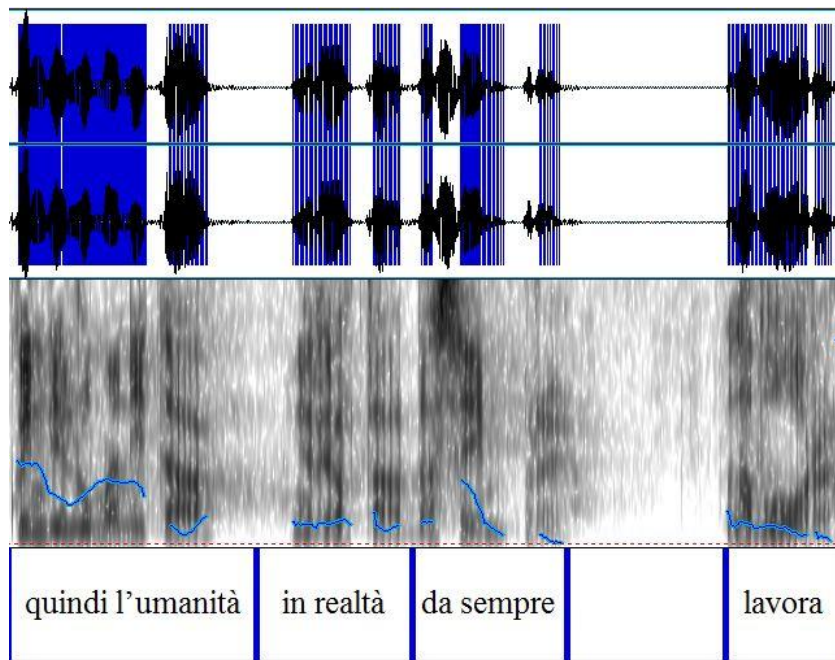 quindi l’umanità in realtà da sempre lavora